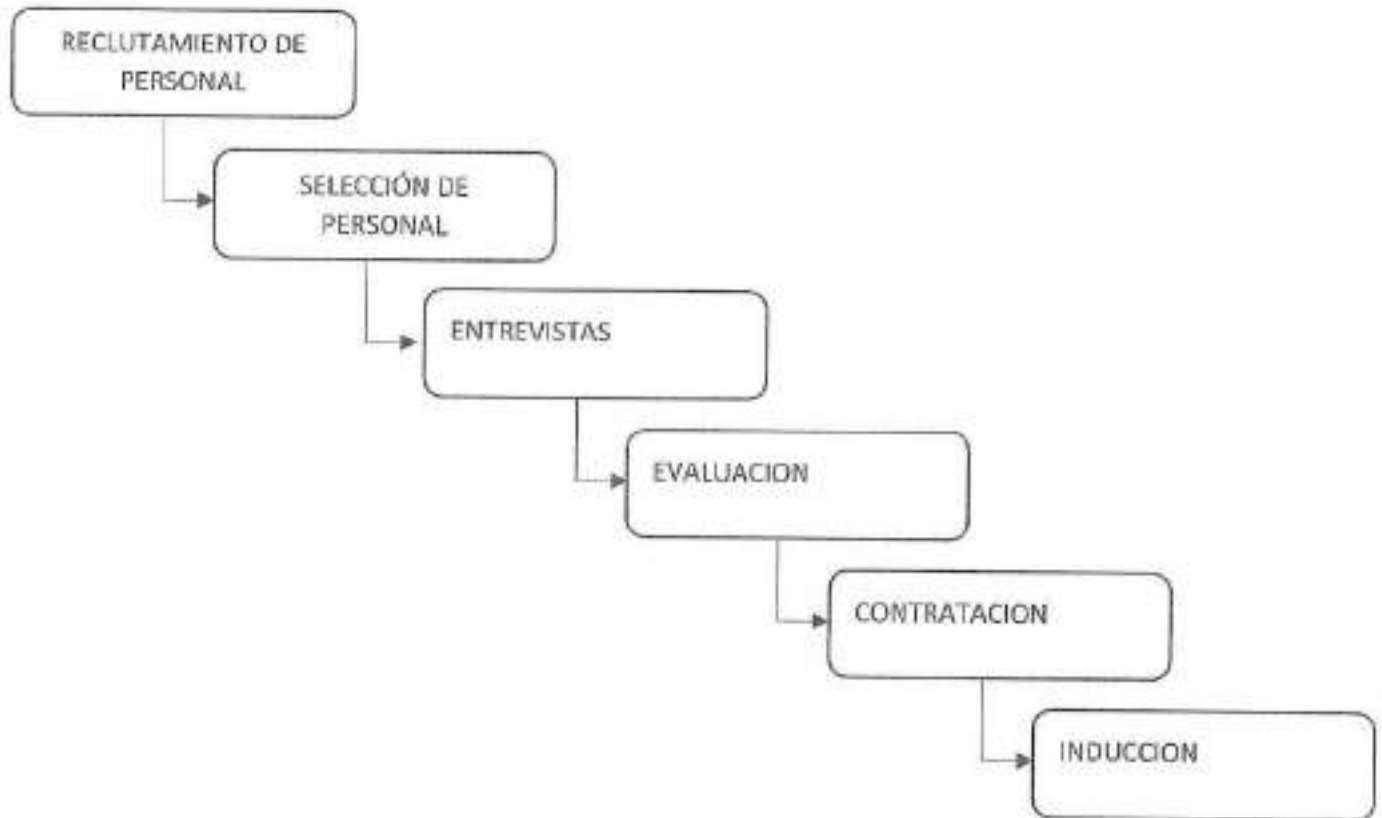 RECLUTAMIENTO DE
PERSONAL
SELECCIÓN DE
PERSONAL
ENTREVISTAS
EVALUACION
CONTRATACION
INDUCCION